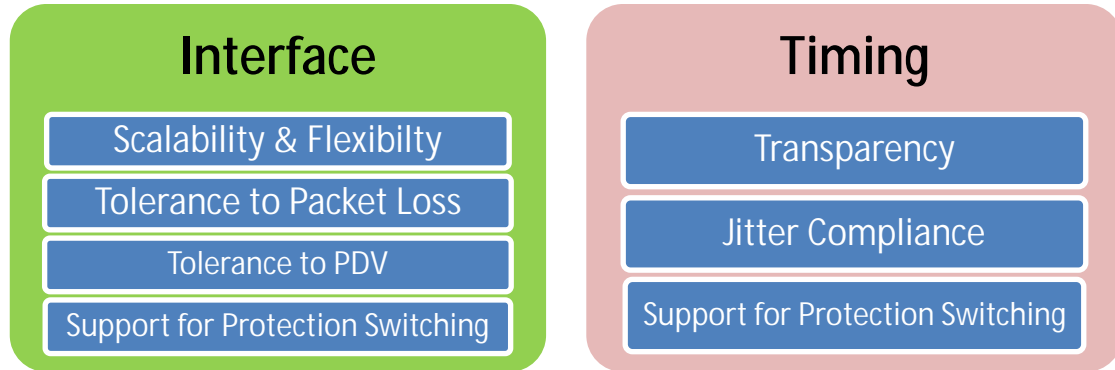 Interface
Scalability & Flexibilty
Tolerance to Packet Loss
Tolerance to PDV
Support for Protection Switching
Timing
Transparency
Jitter Compliance
Support for Protection Switching